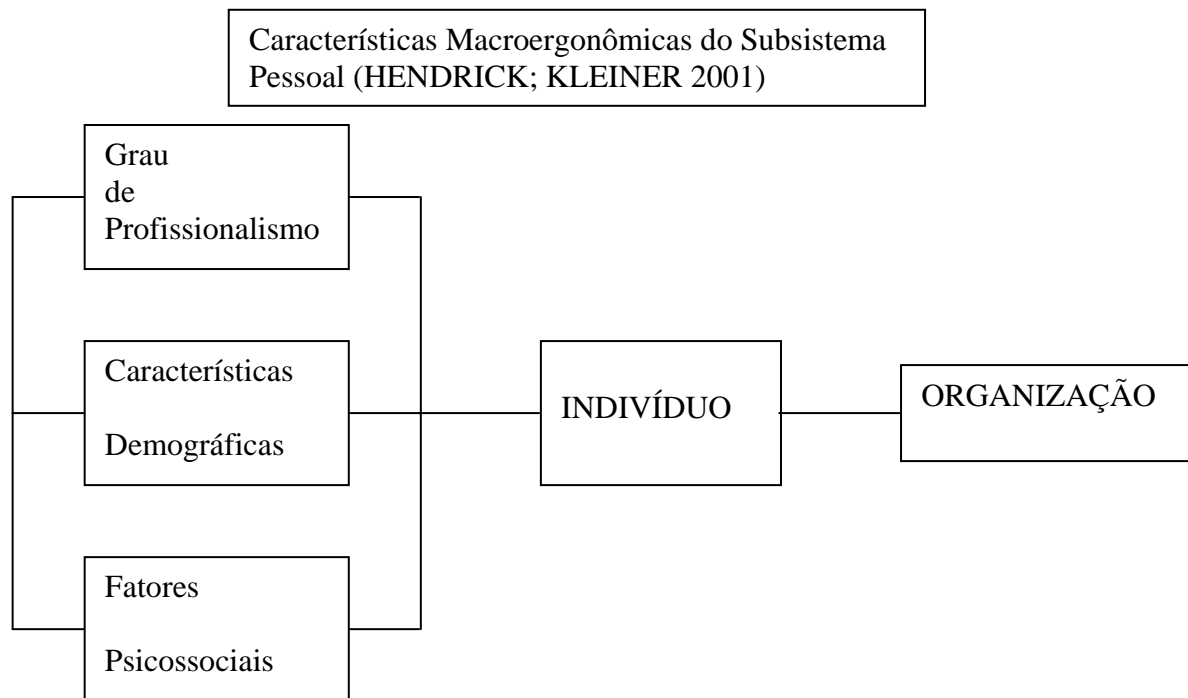 Características Macroergonômicas do Subsistema
Pessoal (HENDRICK; KLEINER 2001)
Grau
de
Profissionalismo
Características
Demográficas
INDIVÍDUO
ORGANIZAÇÃO
Fatores
Psicossociais